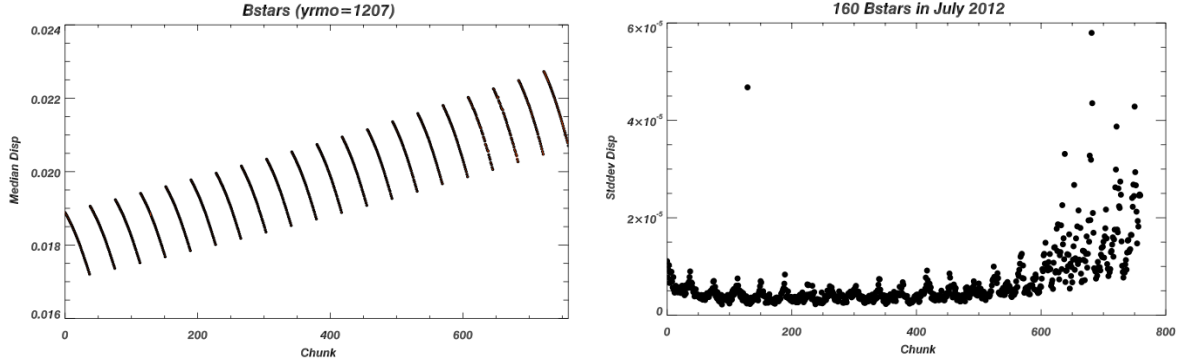 Bstars (yrmo=1207)
0.024
0.022
0.020
0.018
0.016
Median Disp
0 200 400 600
Chunk
160 Bstars in July 2012
6×10⁻⁵
4×10⁻⁵
2×10⁻⁵
0
Stddev Disp
0 200 400 600 800
Chunk